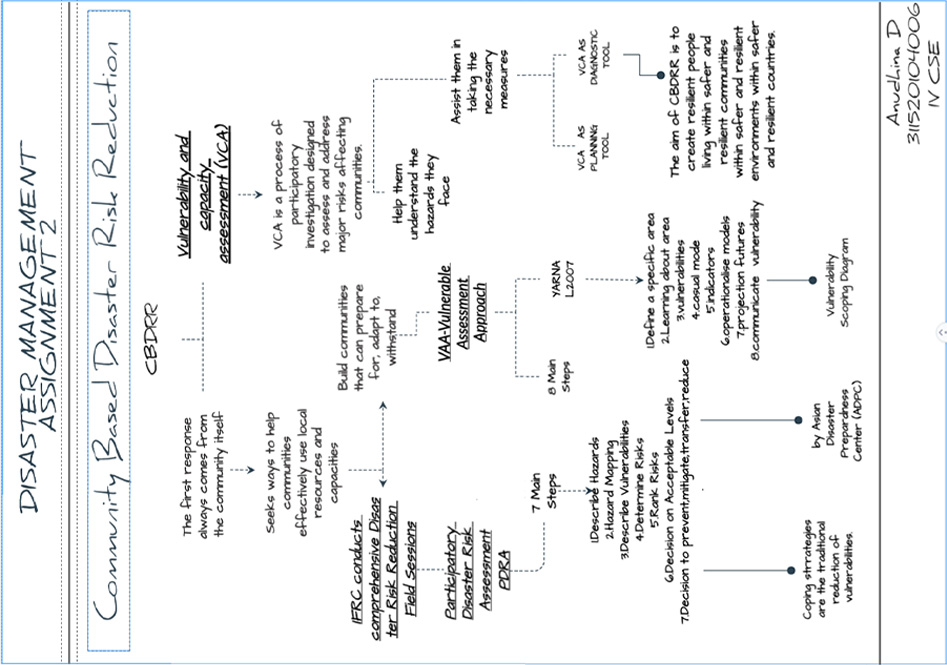 DISASTER MANAGEMENT
ASSIGNMENT 2
Community Based Disaster Risk Reduction
CBDRR
The first response
always comes from
the community itself
Vulnerability and
capacity
assessment (VCA)
Seeks ways to help
communities
effectively use local
resources and
capacities
VCA is a process of
participatory
investigation designed
to assess and address
major risks affecting
communities.
IFRC conducts
comprehensive Disas
ter Risk Reduction
Field Sessions
Build communities
that can prepare
for, adapt to,
withstand
Help them
understand the
hazards they
face
Participatory
Disaster Risk
Assessment
PDRA
VAA-Vulnerable
Assessment
Approach
Assist them in
taking the
necessary
measures
7 Main
Steps
8 Main
Steps
YARNA
L2007
VCA AS
PLANNING
TOOL
VCA AS
DIAGNOSTIC
TOOL
1.Describe Hazards
2.Hazard Mapping
3.Describe Vulnerabilities
4.Determine Risks
5.Rank Risks
6.Decision on Acceptable Levels
7.Decision to prevent,mitigate,transfer,reduce
1.Define a specific area
2.Learning about area
3.vulnerabilities
4.casual mode
5.indicators
6.operationalise models
7.projection futures
8.communicate vulnerability
The aim of CBDRR is to
create resilient people
living within safer and
resilient communities
within safer and resilient
environments within safer
and resilient countries.
Coping strrategies
are the traditional
reduction of
vulnerabilities.
by Asian
Disaster
Prepardness
Center (ADPC)
Vulnerability
Scoping Diagram
Anudhina D
311520104006
IV CSE